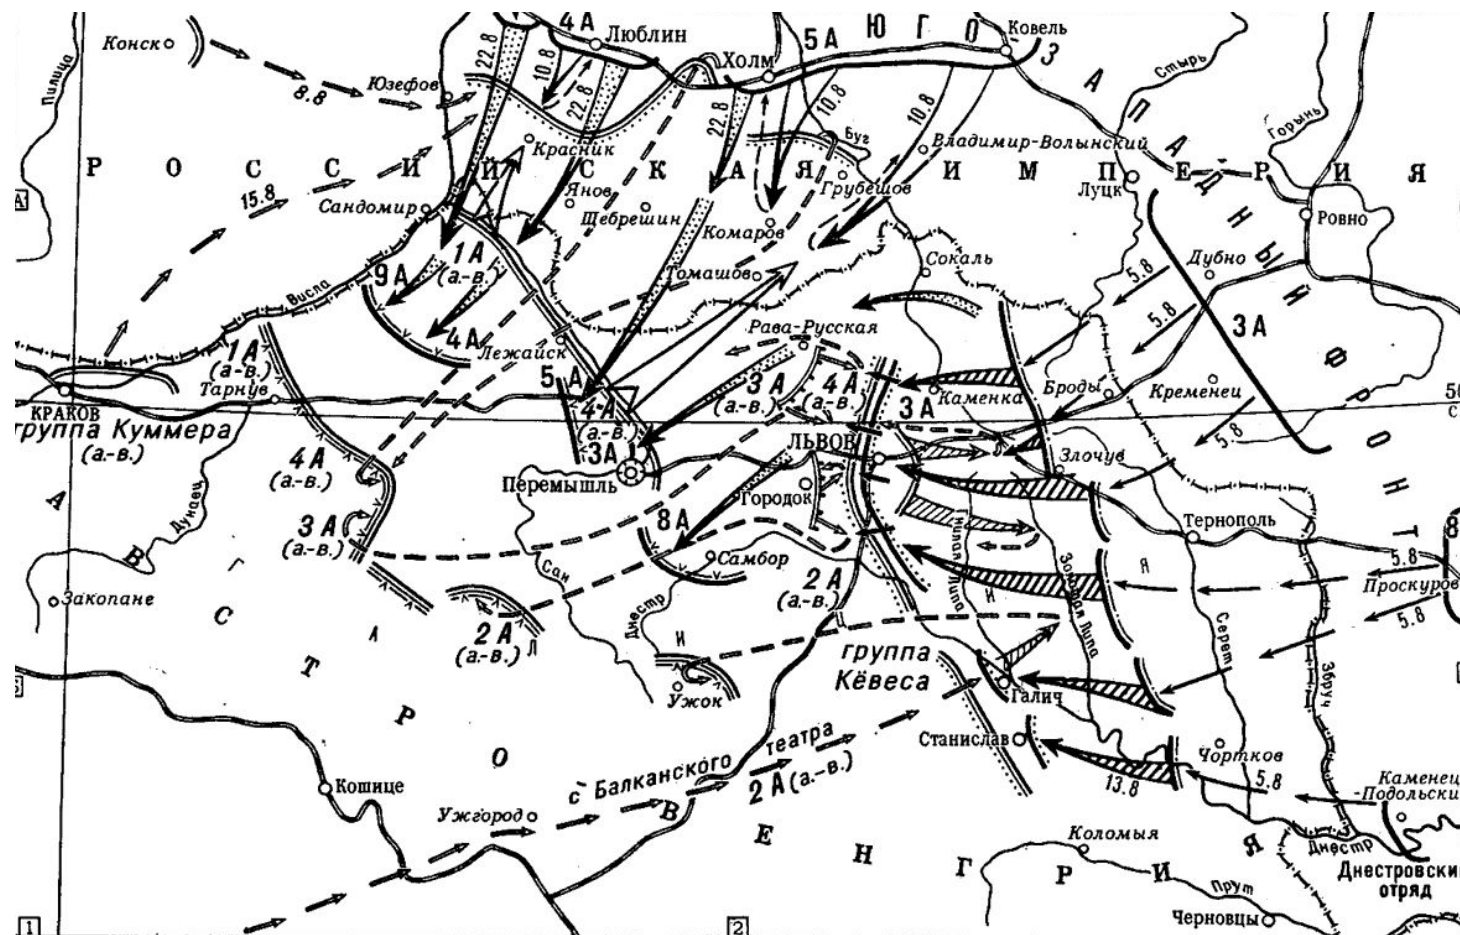 4 А
Люблин
5 А
Ю Г О
Ковель
З А П А Д Н Ы Й
Ф Р О Н Т
Конск
Пилица
8.8
22.8
10.8
22.8
Холм
Стырь
Юзефов
22.8
10.8
10.8
Горынь
Буг
Владимир-Волынский
Красник
Р О С С И Й С К А Я И М П Е Р И Я
Луцк
А
15.8
Янов
Грубешов
Сандомир
Щебрешин
Комаров
Ровно
1 А
(а.-в.)
9 А
Томашов
Сокаль
5.8
Дубно
Висла
4 А
Рава-Русская
5.8
3 А
1 А
(а.-в.)
Лежайск
Тарнув
5 А
4 А
(а.-в.)
3 А
(а.-в.)
4 А
(а.-в.)
3 А
Каменка
Броды
Кременец
50
с
КРАКОВ
группа Куммера
(а.-в.)
3 А
ЛЬВОВ
5.8
4 А
(а.-в.)
Перемышль
Городок
Злочув
А В С Т Р О
В Е Н Г Р И Я
Дунаец
3 А
(а.-в.)
8 А
Тернополь
8
Г А Л И
И Я
Сан
Самбор
2 А
(а.-в.)
Гнилая Липа
Золотая Липа
5.8
Проскуров
Закопане
Днестр
Серет
5.8
2 А
(а.-в.)
группа
Кёвеса
Збруч
Ужок
Галич
театра
Станислав
с Балканского
2 А (а.-в.)
Кошице
13.8
Чортков
5.8
Каменец
-Подольский
Ужгород
Коломыя
Днестр
Днестровский
отряд
Прут
Черновцы
1
2